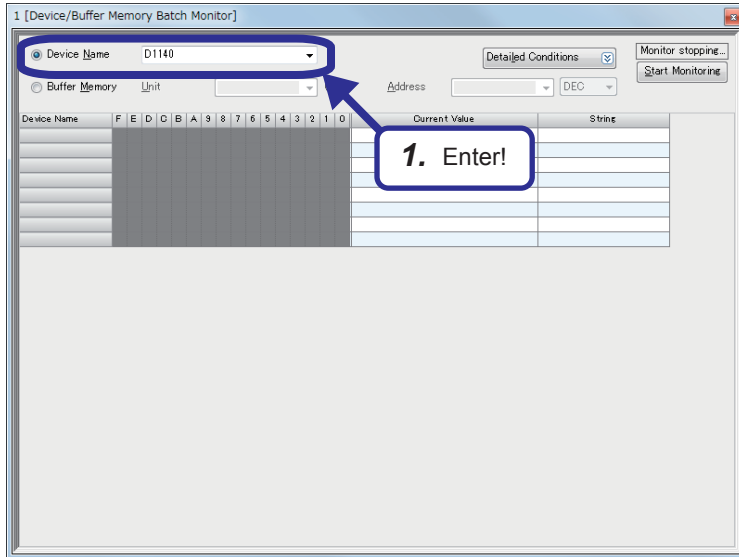 1 [Device/Buffer Memory Batch Monitor]
Device Name D1140 Detailed Conditions Monitor stopping...
Start Monitoring
Buffer Memory Unit Address DEC
Device Name F E D C B A 9 8 7 6 5 4 3 2 1 0 Current Value String
1. Enter!